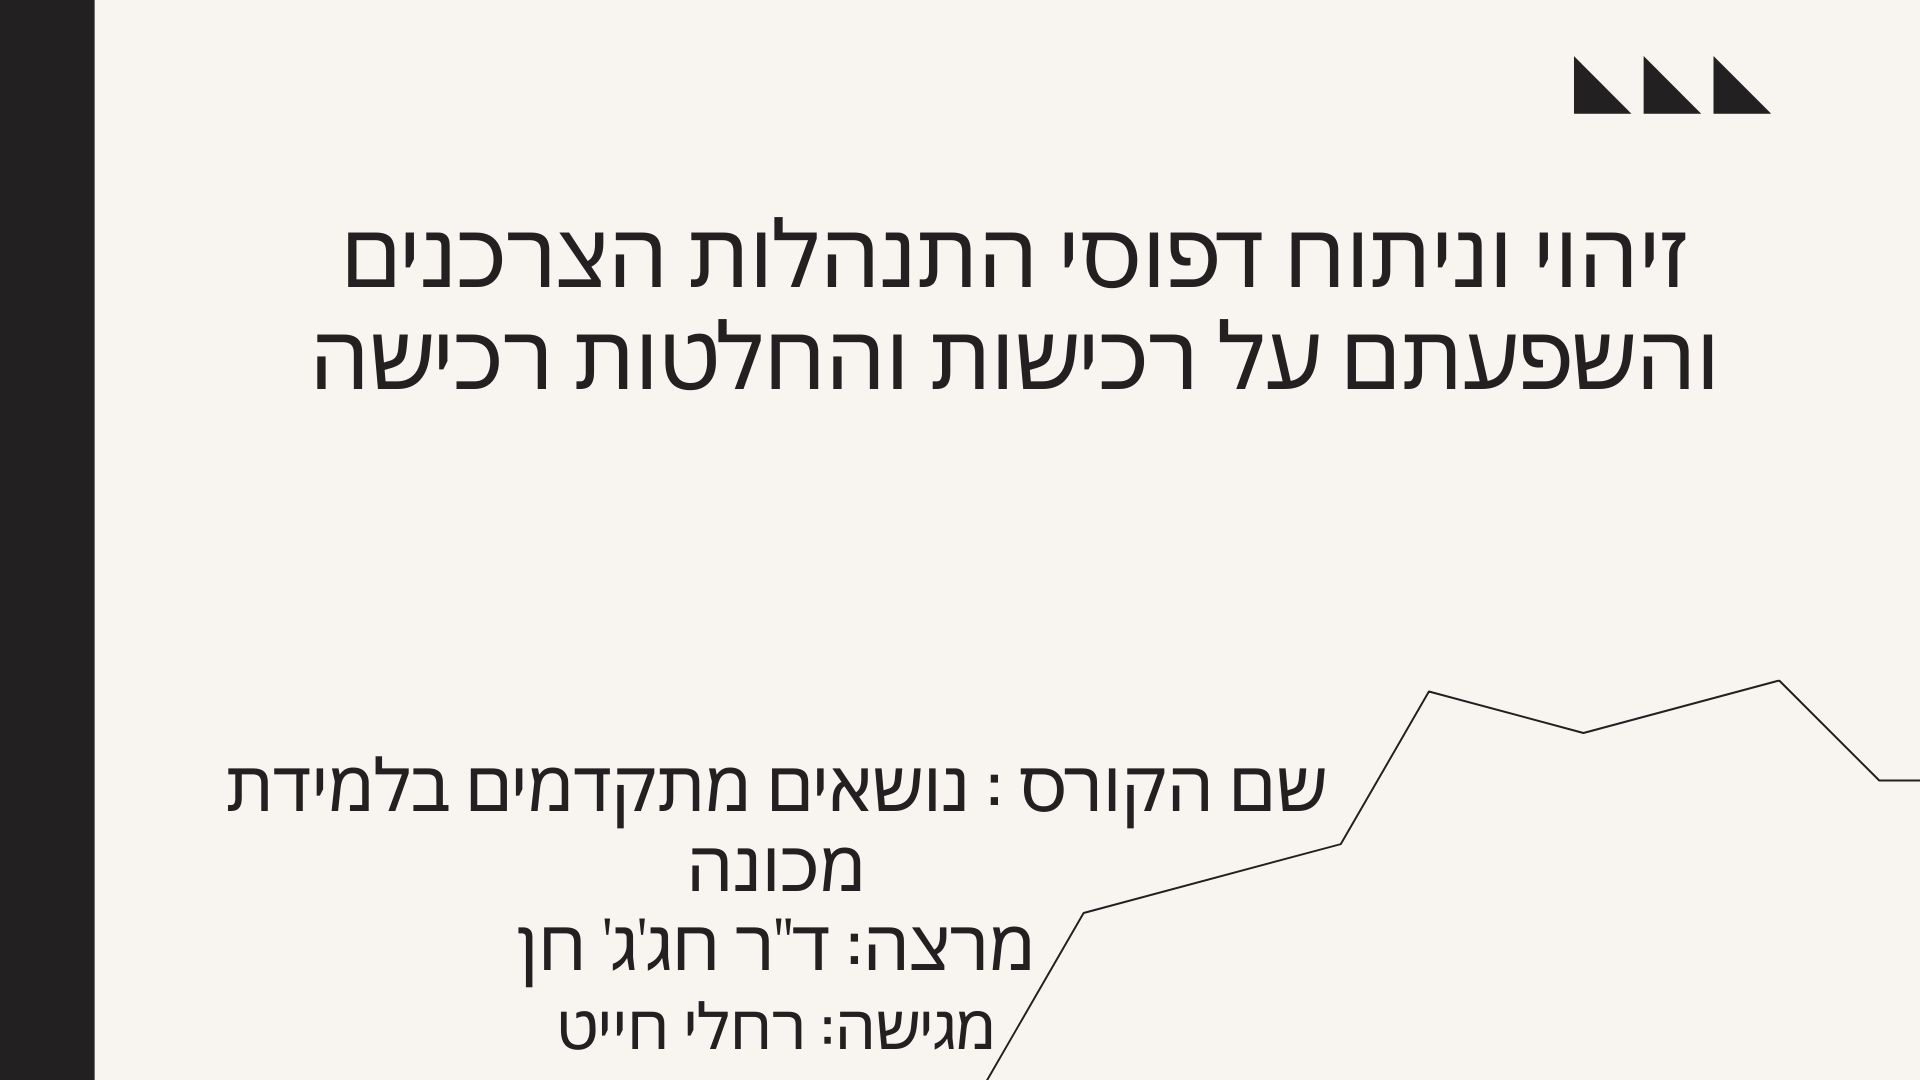 זיהוי וניתוח דפוסי התנהלות הצרכנים
והשפעתם על רכישות והחלטות רכישה
שם הקורס : נושאים מתקדמים בלמידת
מכונה
מרצה: ד"ר חג'ג' חן
מגישה: רחלי חייט